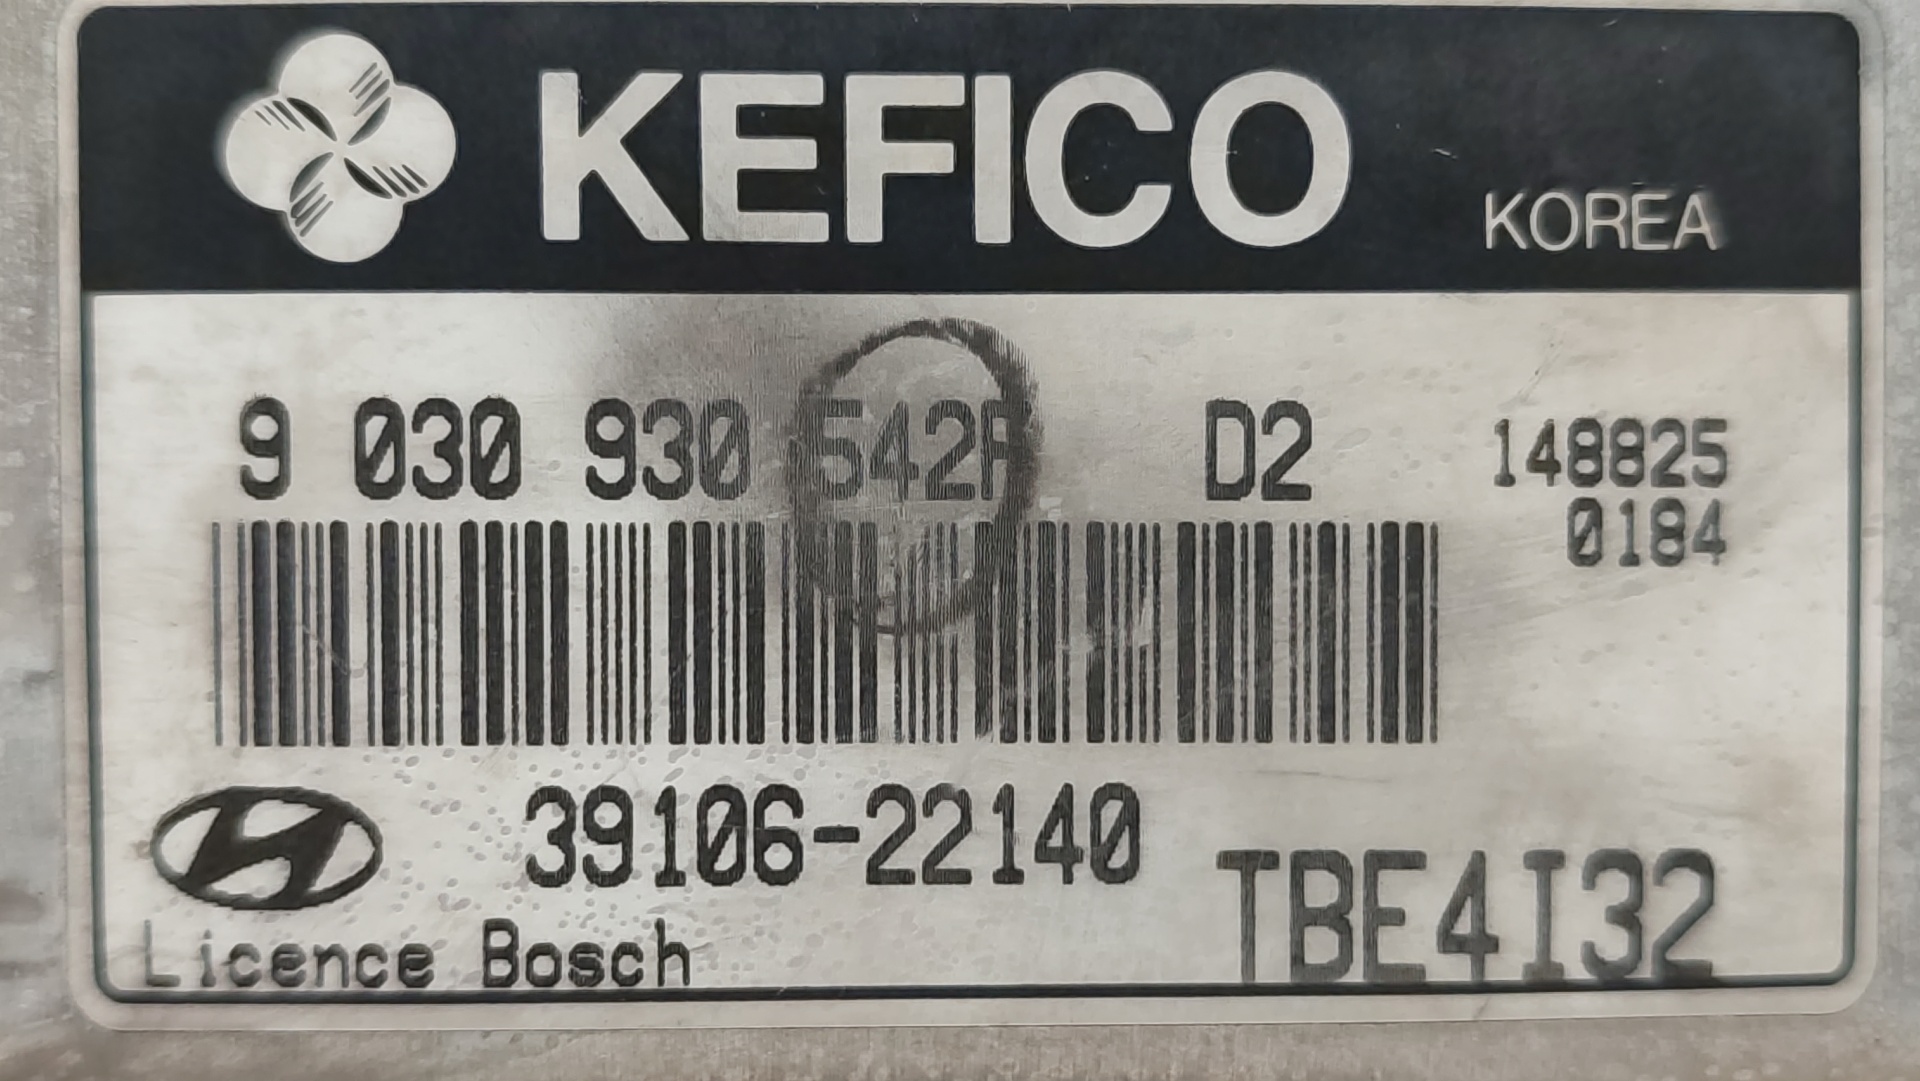 KEFICO KOREA
9 030 930 542F D2 148825
0184
39106-22140
TBE4I32
Licence Bosch